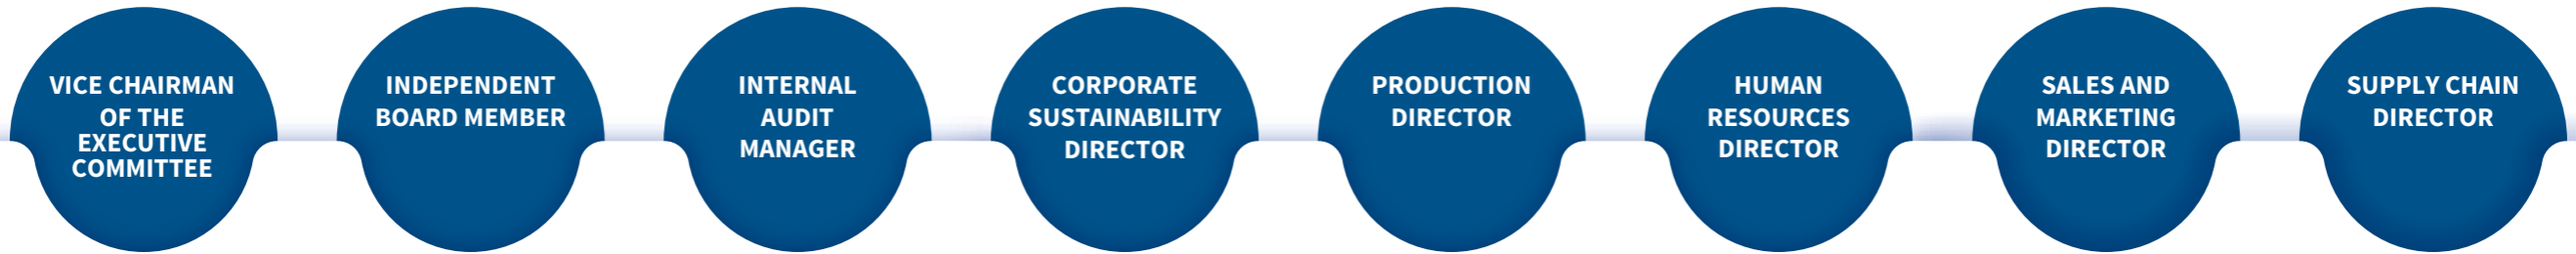 VICE CHAIRMAN
OF THE
EXECUTIVE
COMMITTEE
INDEPENDENT
BOARD MEMBER
INTERNAL
AUDIT
MANAGER
CORPORATE
SUSTAINABILITY
DIRECTOR
PRODUCTION
DIRECTOR
HUMAN
RESOURCES
DIRECTOR
SALES AND
MARKETING
DIRECTOR
SUPPLY CHAIN
DIRECTOR